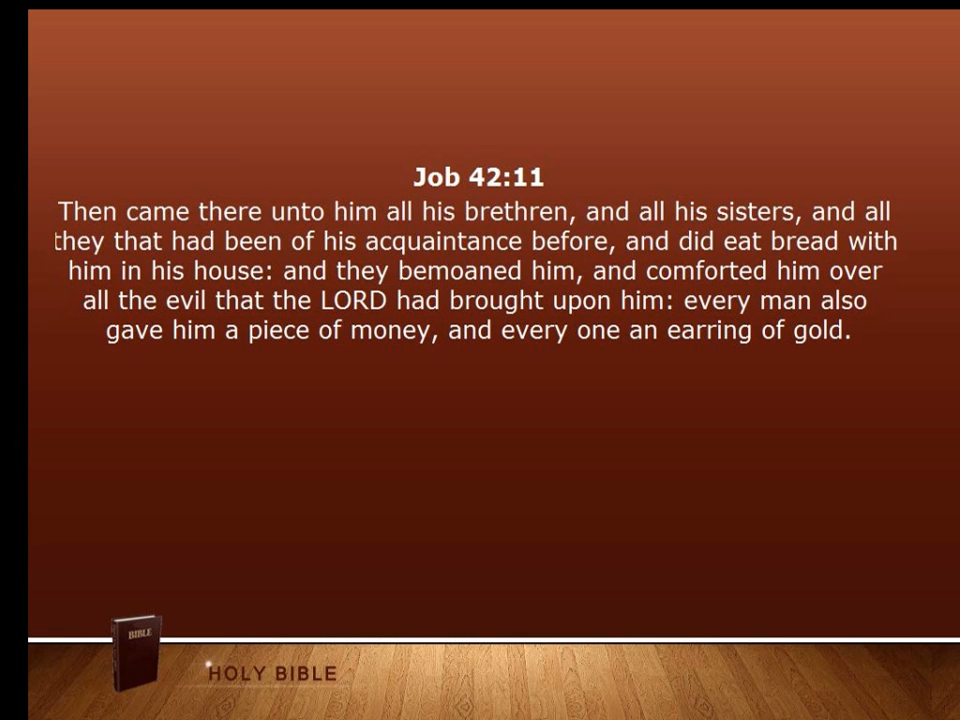 Job 42:11
Then came there unto him all his brethren, and all his sisters, and all
they that had been of his acquaintance before, and did eat bread with
him in his house: and they bemoaned him, and comforted him over
all the evil that the LORD had brought upon him: every man also
gave him a piece of money, and every one an earring of gold.
BIBLE
HOLY BIBLE